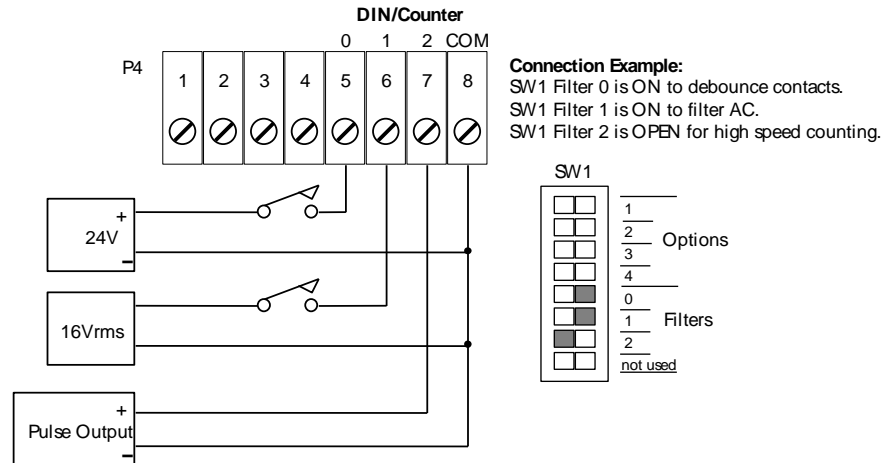 DIN/Counter
0 1 2 COM
P4
1 2 3 4 5 6 7 8
Connection Example:
SW1 Filter 0 is ON to debounce contacts.
SW1 Filter 1 is ON to filter AC.
SW1 Filter 2 is OPEN for high speed counting.
SW1
1
2
Options
3
4
0
1
Filters
2
not used
+
24V
–
16Vrms
+
Pulse Output
–